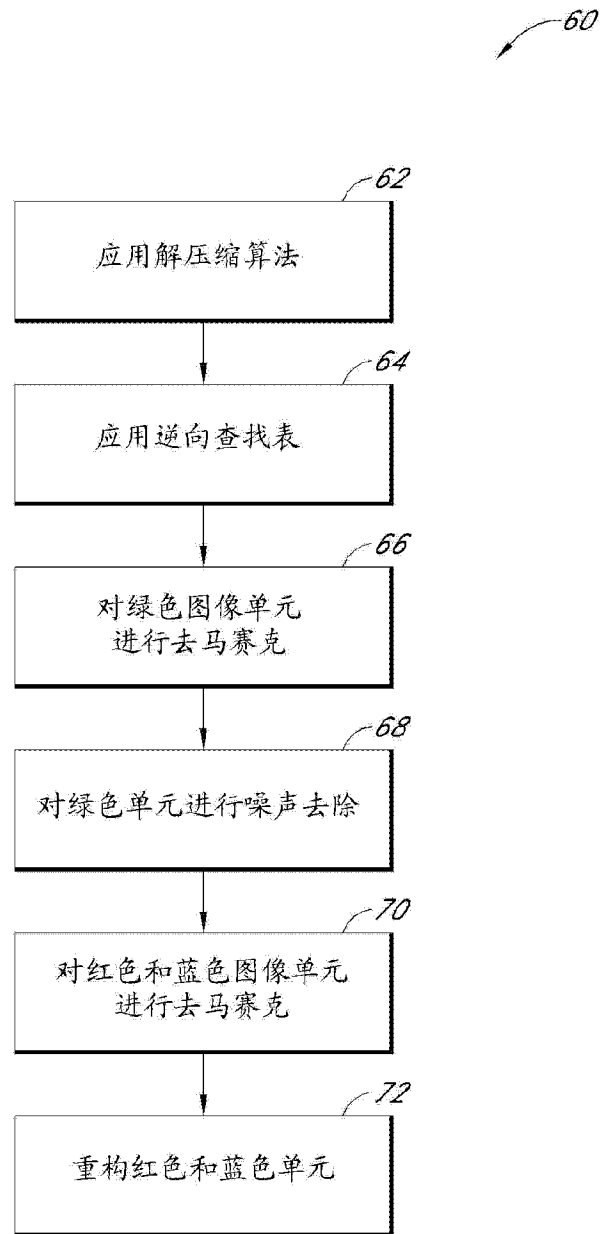 60
62
应用解压缩算法
64
应用逆向查找表
66
对绿色图像单元
进行去马赛克
68
对绿色单元进行噪声去除
70
对红色和蓝色图像单元
进行去马赛克
72
重构红色和蓝色单元